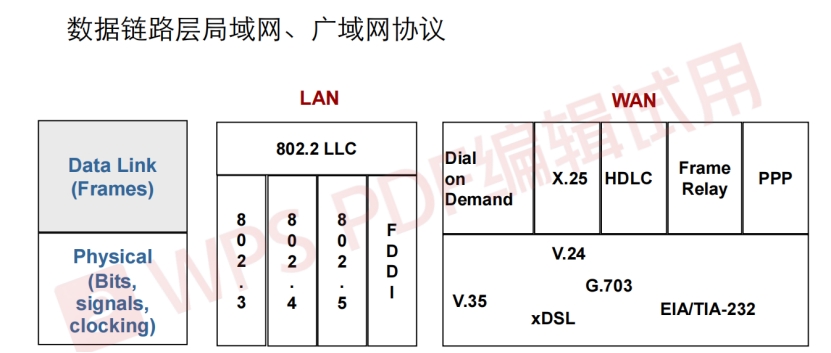 数据链路层局域网、广域网协议
LAN
WAN
Data Link
(Frames)
Physical
(Bits,
signals,
clocking)
802.2 LLC
802.3
802.4
802.5
FDDI
Dial
on
Demand
X.25
HDLC
Frame
Relay
PPP
V.24
G.703
V.35
xDSL
EIA/TIA-232
WPS PDF编辑试用